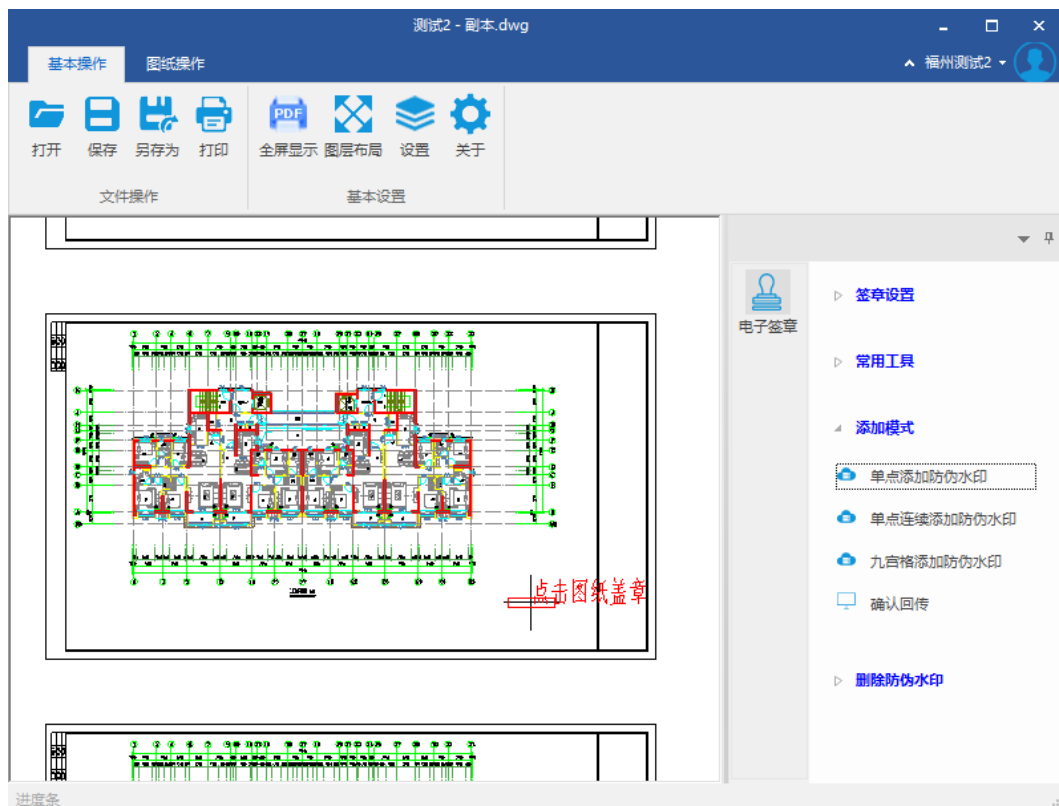 测试2 - 副本.dwg
基本操作 图纸操作
福州测试2
PDF
打开 保存 另存为 打印 全屏显示 图层布局 设置 关于
文件操作 基本设置
电子签章
签章设置
常用工具
添加模式
单点添加防伪水印
单点连续添加防伪水印
九宫格添加防伪水印
确认回传
删除防伪水印
点击图纸盖章
进度条